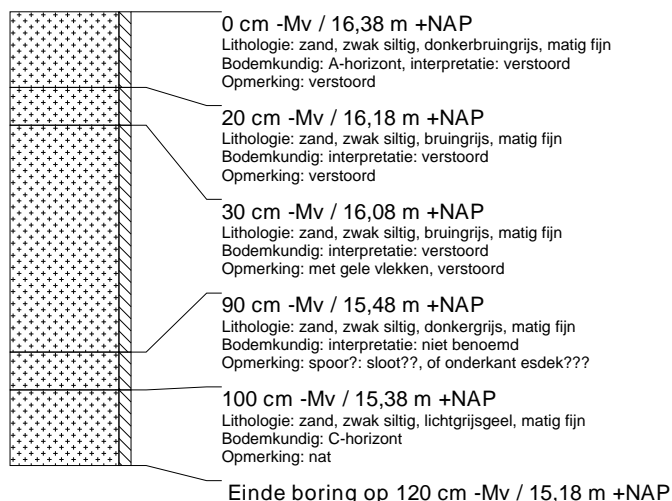 0 cm -Mv / 16,38 m +NAP
Lithologie: zand, zwak siltig, donkerbruingrijs, matig fijn
Bodemkundig: A-horizont, interpretatie: verstoord
Opmerking: verstoord
20 cm -Mv / 16,18 m +NAP
Lithologie: zand, zwak siltig, bruingrijs, matig fijn
Bodemkundig: interpretatie: verstoord
Opmerking: verstoord
30 cm -Mv / 16,08 m +NAP
Lithologie: zand, zwak siltig, bruingrijs, matig fijn
Bodemkundig: interpretatie: verstoord
Opmerking: met gele vlekken, verstoord
90 cm -Mv / 15,48 m +NAP
Lithologie: zand, zwak siltig, donkergrijs, matig fijn
Bodemkundig: interpretatie: niet benoemd
Opmerking: spoor?: sloot??, of onderkant esdek???
100 cm -Mv / 15,38 m +NAP
Lithologie: zand, zwak siltig, lichtgrijsgeel, matig fijn
Bodemkundig: C-horizont
Opmerking: nat
Einde boring op 120 cm -Mv / 15,18 m +NAP